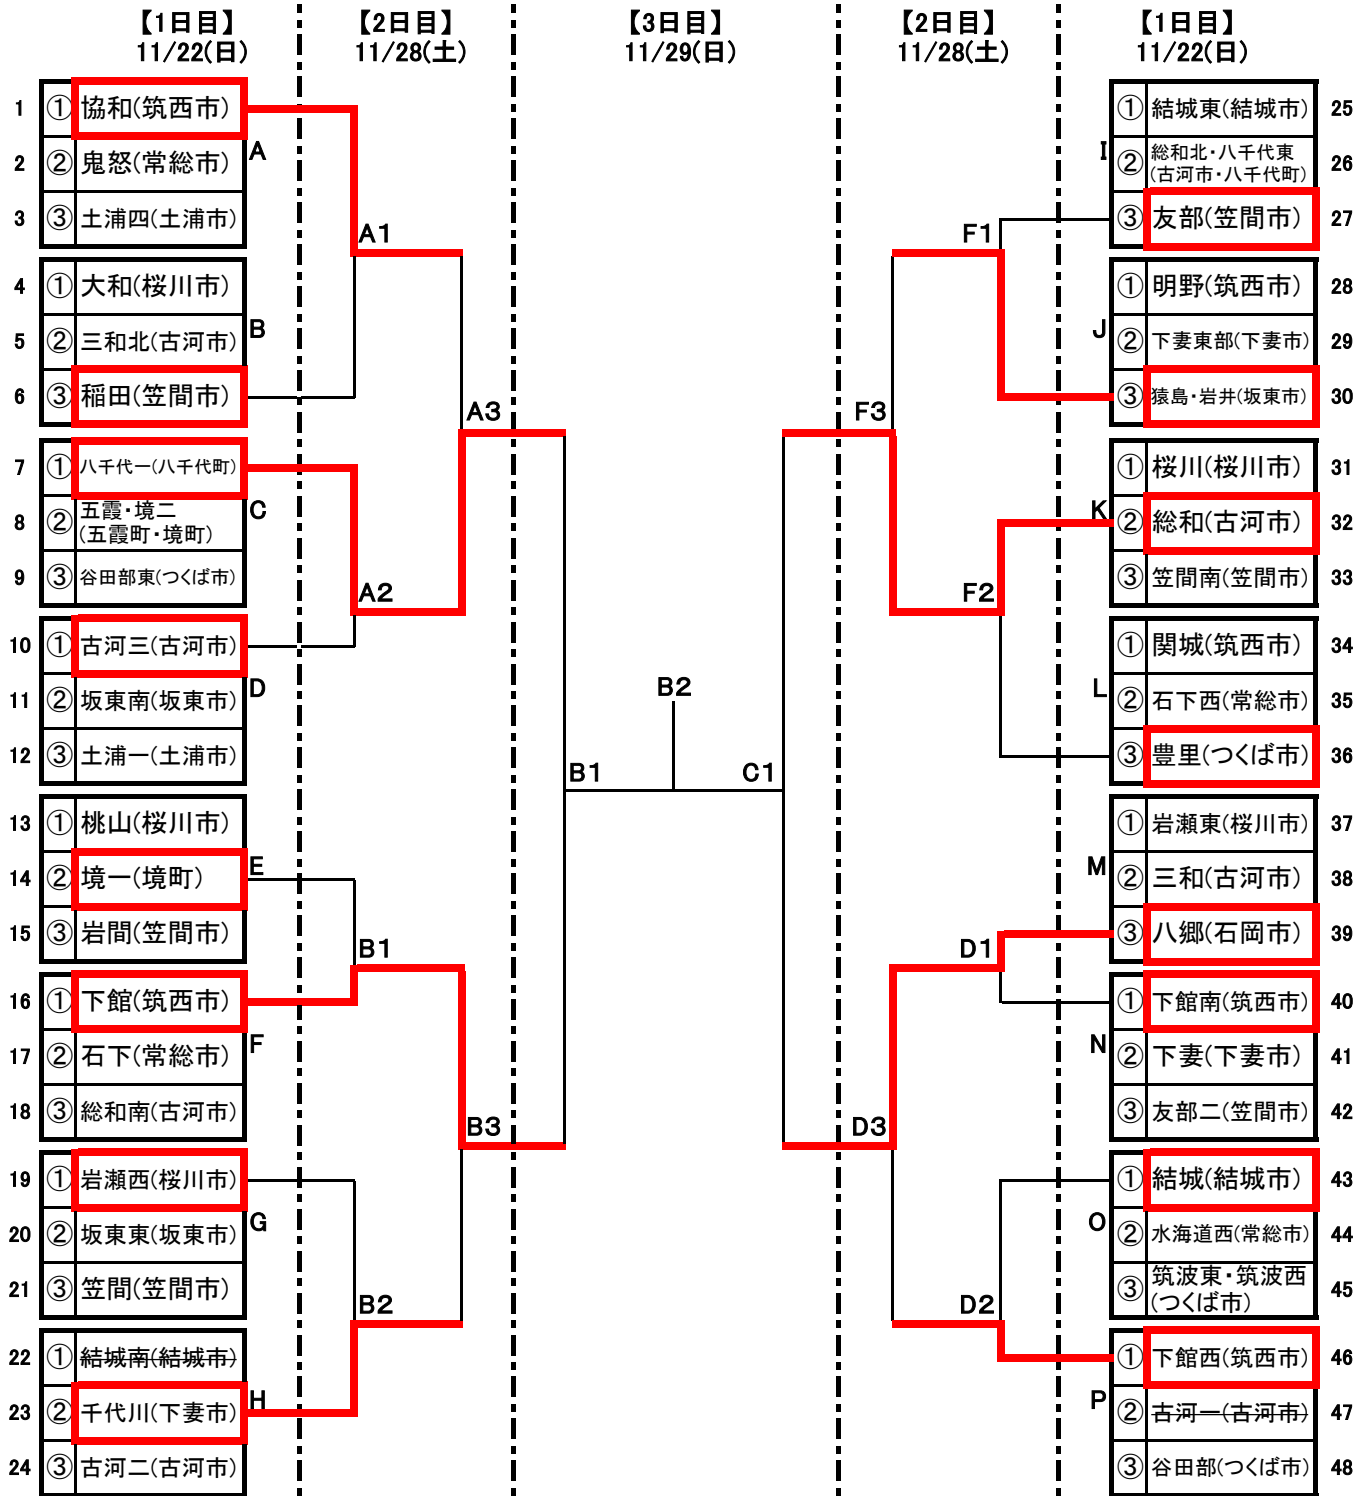 【1日目】
11/22(日)
【2日目】
11/28(土)
【3日目】
11/29(日)
【2日目】
11/28(土)
【1日目】
11/22(日)
1 ① 協和(筑西市)
2 ② 鬼怒(常総市)
3 ③ 土浦四(土浦市)
A
4 ① 大和(桜川市)
5 ② 三和北(古河市)
6 ③ 稲田(笠間市)
B
7 ① 八千代一(八千代町)
8 ② 五霞・境二
(五霞町・境町)
9 ③ 谷田部東(つくば市)
C
10 ① 古河三(古河市)
11 ② 坂東南(坂東市)
12 ③ 土浦一(土浦市)
D
13 ① 桃山(桜川市)
14 ② 境一(境町)
15 ③ 岩間(笠間市)
E
16 ① 下館(筑西市)
17 ② 石下(常総市)
18 ③ 総和南(古河市)
F
19 ① 岩瀬西(桜川市)
20 ② 坂東東(坂東市)
21 ③ 笠間(笠間市)
G
22 ① 結城南(結城市)
23 ② 千代川(下妻市)
24 ③ 古河二(古河市)
H
A1
A2
A3
B1
B2
B3
B1
B2
C1
F1
F2
F3
D1
D2
D3
I
① 結城東(結城市) 25
② 総和北・八千代東
(古河市・八千代町) 26
③ 友部(笠間市) 27
J
① 明野(筑西市) 28
② 下妻東部(下妻市) 29
③ 猿島・岩井(坂東市) 30
K
① 桜川(桜川市) 31
② 総和(古河市) 32
③ 笠間南(笠間市) 33
L
① 関城(筑西市) 34
② 石下西(常総市) 35
③ 豊里(つくば市) 36
M
① 岩瀬東(桜川市) 37
② 三和(古河市) 38
③ 八郷(石岡市) 39
N
① 下館南(筑西市) 40
② 下妻(下妻市) 41
③ 友部二(笠間市) 42
O
① 結城(結城市) 43
② 水海道西(常総市) 44
③ 筑波東・筑波西
(つくば市) 45
P
① 下館西(筑西市) 46
② 古河一(古河市) 47
③ 谷田部(つくば市) 48